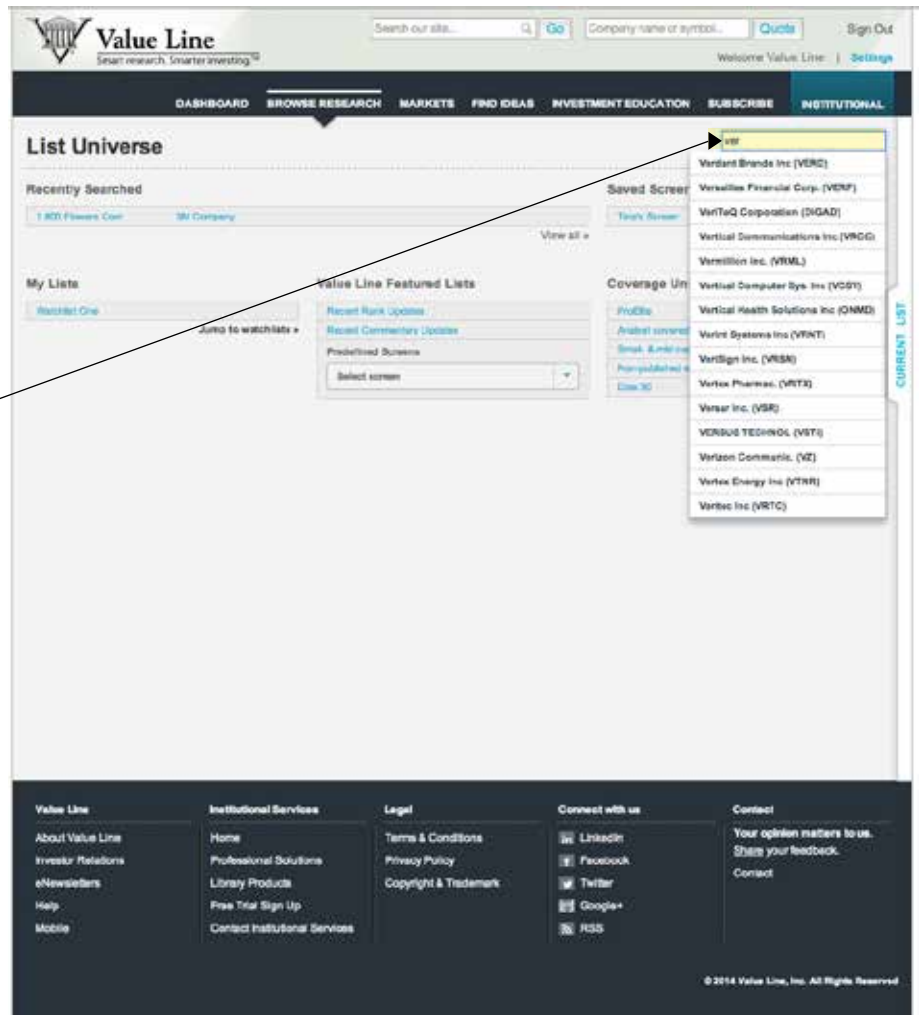 Value Line
Smart research. Smarter investing.™
Search our site...
Go
Company name or symbol...
Quote
Sign Out
Welcome Value Line | Settings
DASHBOARD BROWSE RESEARCH MARKETS FIND IDEAS INVESTMENT EDUCATION SUBSCRIBE INSTITUTIONAL
List Universe
ver
Verdant Brands Inc (VERD)
Versailles Financial Corp. (VERF)
VeriTeQ Corporation (DIGAD)
Vertical Communications Inc (VRCC)
Vermillion Inc. (VRML)
Vertical Computer Sys. Inc (VCSY)
Vertical Health Solutions Inc (ONMD)
Verint Systems Inc (VRNT)
VeriSign Inc. (VRSN)
Vertex Pharmac. (VRTX)
Versar Inc. (VSR)
VERSUS TECHNOL (VSTI)
Verizon Communic. (VZ)
Vertex Energy Inc (VTNR)
Veritec Inc (VRTC)
Recently Searched
1 800 Flowers Com
3M Company
View all »
Saved Screen
My Lists
Watchlist One
Jump to watchlists »
Value Line Featured Lists
Recent Rank Updates
Recent Commentary Updates
Predefined Screens
Select screen
Coverage Un
CURRENT LIST
Value Line
About Value Line
Investor Relations
eNewsletters
Help
Mobile
Institutional Services
Home
Professional Solutions
Library Products
Free Trial Sign Up
Contact Institutional Services
Legal
Terms & Conditions
Privacy Policy
Copyright & Trademark
Connect with us
LinkedIn
Facebook
Twitter
Google+
RSS
Contact
Your opinion matters to us.
Share your feedback.
Contact
© 2014 Value Line, Inc. All Rights Reserved